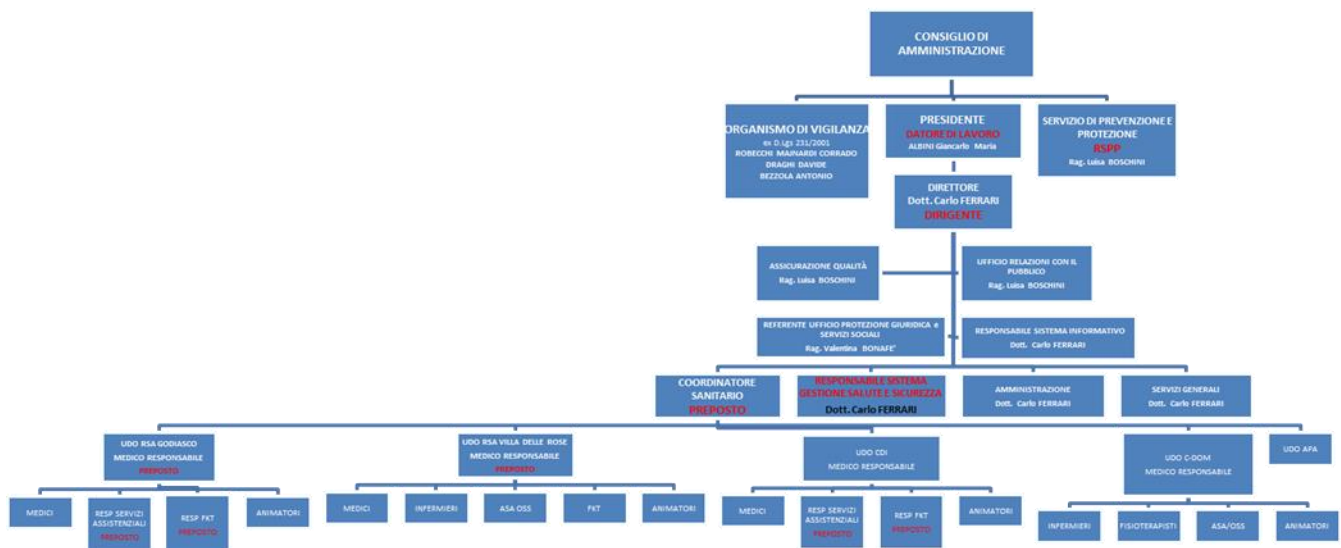 CONSIGLIO DI
AMMINISTRAZIONE
ORGANISMO DI VIGILANZA
ex D.Lgs 231/2001
ROBECCHI MAJNARDI CORRADO
DRAGHI DAVIDE
BEZZOLA ANTONIO
PRESIDENTE
DATORE DI LAVORO
ALBINI Giancarlo Maria
SERVIZIO DI PREVENZIONE E
PROTEZIONE
RSPP
Rag. Luisa BOSCHINI
DIRETTORE
Dott. Carlo FERRARI
DIRIGENTE
ASSICURAZIONE QUALITÀ
Rag. Luisa BOSCHINI
UFFICIO RELAZIONI CON IL
PUBBLICO
Rag. Luisa BOSCHINI
REFERENTE UFFICIO PROTEZIONE GIURIDICA e
SERVIZI SOCIALI
Rag. Valentina BONAFE'
RESPONSABILE SISTEMA INFORMATIVO
Dott. Carlo FERRARI
COORDINATORE
SANITARIO
PREPOSTO
RESPONSABILE SISTEMA
GESTIONE SALUTE E SICUREZZA
Dott. Carlo FERRARI
AMMINISTRAZIONE
Dott. Carlo FERRARI
SERVIZI GENERALI
Dott. Carlo FERRARI
UDO RSA GODIASCO
MEDICO RESPONSABILE
PREPOSTO
UDO RSA VILLA DELLE ROSE
MEDICO RESPONSABILE
PREPOSTO
UDO CDI
MEDICO RESPONSABILE
UDO C-DOM
MEDICO RESPONSABILE
UDO APA
MEDICI
RESP SERVIZI
ASSISTENZIALI
PREPOSTO
RESP FKT
PREPOSTO
ANIMATORI
MEDICI
INFERMIERI
ASA OSS
FKT
ANIMATORI
MEDICI
RESP SERVIZI
ASSISTENZIALI
PREPOSTO
RESP FKT
PREPOSTO
ANIMATORI
INFERMIERI
FISIOTERAPISTI
ASA/OSS
ANIMATORI